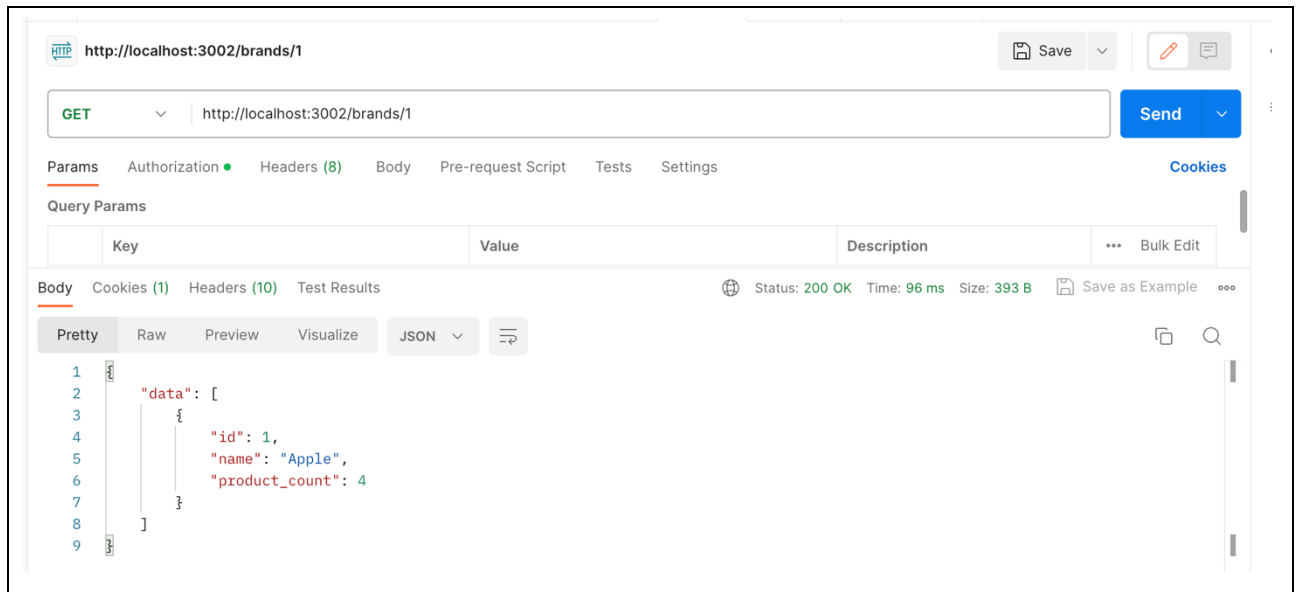 HTTP http://localhost:3002/brands/1 Save
GET http://localhost:3002/brands/1 Send
Params Authorization Headers (8) Body Pre-request Script Tests Settings Cookies
Query Params
Key Value Description ••• Bulk Edit
Body Cookies (1) Headers (10) Test Results Status: 200 OK Time: 96 ms Size: 393 B Save as Example
Pretty Raw Preview Visualize JSON
1 {
2 "data": [
3 {
4 "id": 1,
5 "name": "Apple",
6 "product_count": 4
7 }
8 ]
9 }